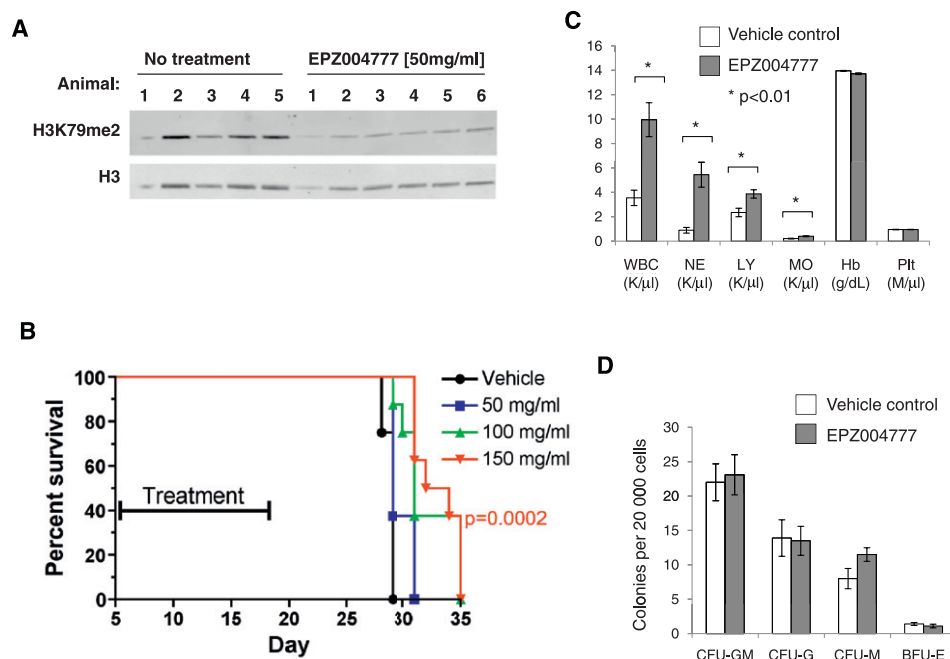 A
No treatment EPZ004777 [50mg/ml]
Animal:
1 2 3 4 5 1 2 3 4 5 6
H3K79me2
H3
B
100
80
60
40
20
0
Percent survival
Treatment
Vehicle
50 mg/ml
100 mg/ml
150 mg/ml
p=0.0002
5 10 15 20 25 30 35
Day
C
Vehicle control
EPZ004777
* p<0.01
16
14
12
10
8
6
4
2
0
* * * *
WBC NE LY MO Hb Plt
(K/µl) (K/µl) (K/µl) (K/µl) (g/dL) (M/µl)
D
Vehicle control
EPZ004777
Colonies per 20 000 cells
30
25
20
15
10
5
0
CFU-GM CFU-G CFU-M BFU-E